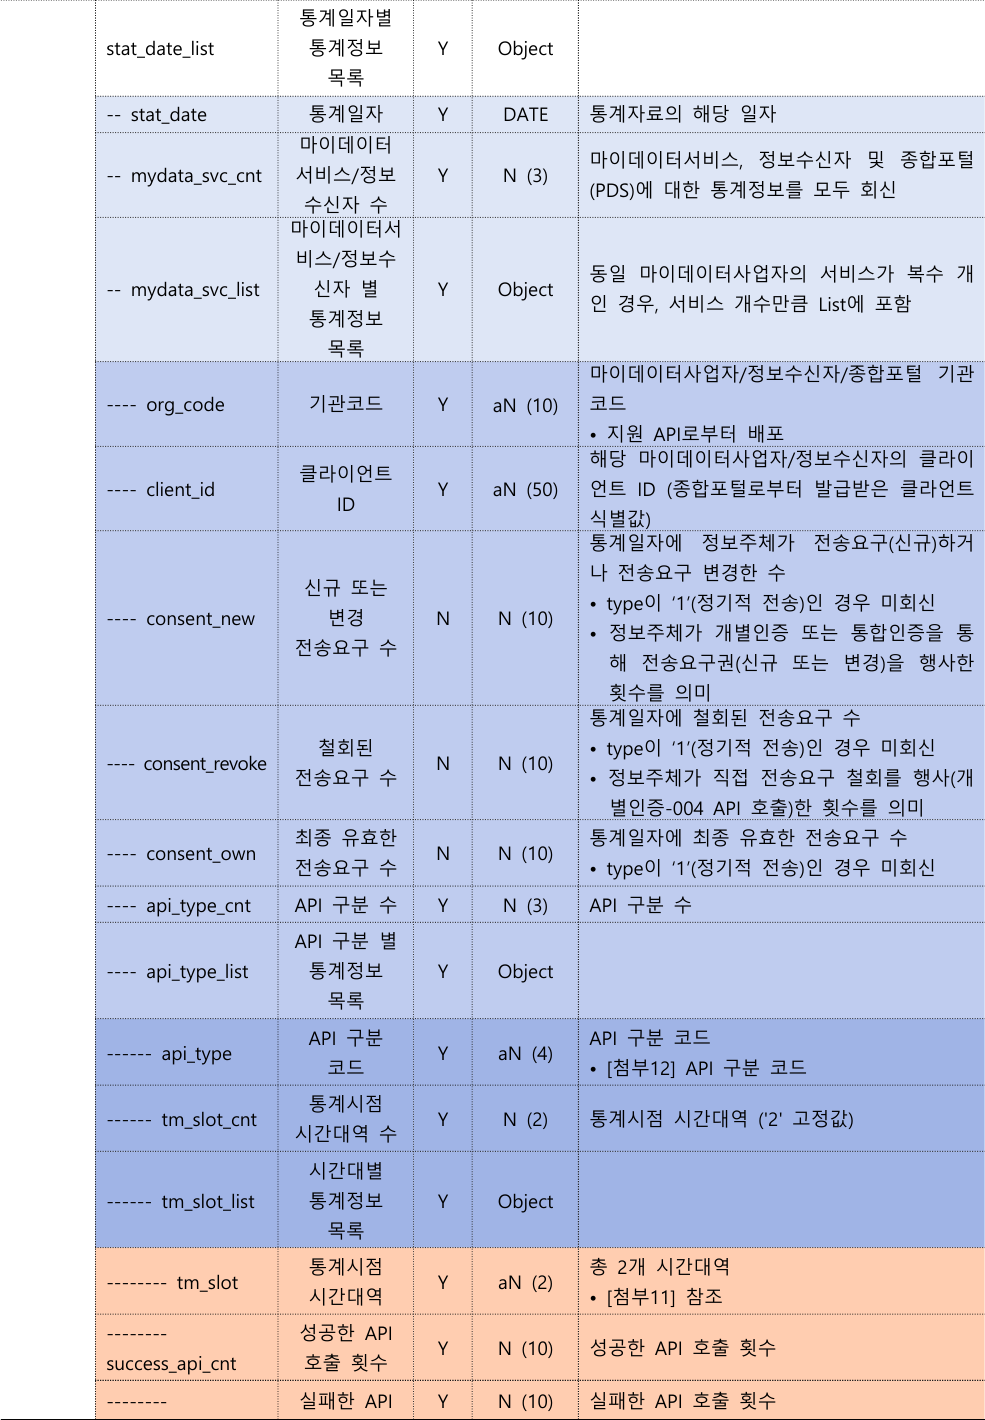 stat_date_list 통계일자별 통계정보 목록 Y Object
-- stat_date 통계일자 Y DATE 통계자료의 해당 일자
-- mydata_svc_cnt 마이데이터 서비스/정보 수신자 수 Y N (3) 마이데이터서비스, 정보수신자 및 종합포털 (PDS)에 대한 통계정보를 모두 회신
-- mydata_svc_list 마이데이터서 비스/정보수 신자 별 통계정보 목록 Y Object 동일 마이데이터사업자의 서비스가 복수 개 인 경우, 서비스 개수만큼 List에 포함
---- org_code 기관코드 Y aN (10) 마이데이터사업자/정보수신자/종합포털 기관 코드
• 지원 API로부터 배포
---- client_id 클라이언트 ID Y aN (50) 해당 마이데이터사업자/정보수신자의 클라이 언트 ID (종합포털로부터 발급받은 클라언트 식별값)
---- consent_new 신규 또는 변경 전송요구 수 N N (10) 통계일자에 정보주체가 전송요구(신규)하거 나 전송요구 변경한 수
• type이 ‘1’(정기적 전송)인 경우 미회신
• 정보주체가 개별인증 또는 통합인증을 통 해 전송요구권(신규 또는 변경)을 행사한 횟수를 의미
---- consent_revoke 철회된 전송요구 수 N N (10) 통계일자에 철회된 전송요구 수
• type이 ‘1’(정기적 전송)인 경우 미회신
• 정보주체가 직접 전송요구 철회를 행사(개 별인증-004 API 호출)한 횟수를 의미
---- consent_own 최종 유효한 전송요구 수 N N (10) 통계일자에 최종 유효한 전송요구 수
• type이 ‘1’(정기적 전송)인 경우 미회신
---- api_type_cnt API 구분 수 Y N (3) API 구분 수
---- api_type_list API 구분 별 통계정보 목록 Y Object
------ api_type API 구분 코드 Y aN (4) API 구분 코드
• [첨부12] API 구분 코드
------ tm_slot_cnt 통계시점 시간대역 수 Y N (2) 통계시점 시간대역 ('2' 고정값)
------ tm_slot_list 시간대별 통계정보 목록 Y Object
-------- tm_slot 통계시점 시간대역 Y aN (2) 총 2개 시간대역
• [첨부11] 참조
-------- success_api_cnt 성공한 API 호출 횟수 Y N (10) 성공한 API 호출 횟수
-------- 실패한 API Y N (10) 실패한 API 호출 횟수